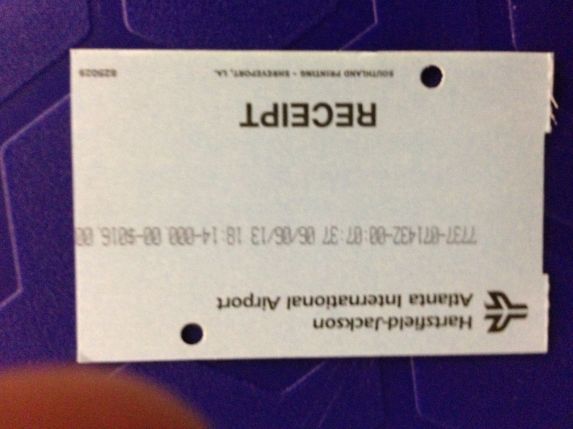 Hartsfield-Jackson
Atlanta International Airport
7737-071432-00:07:37 06/06/13 18:14-000.00-$016.00
RECEIPT
SOUTHLAND PRINTING • SHREVEPORT, LA. 825029